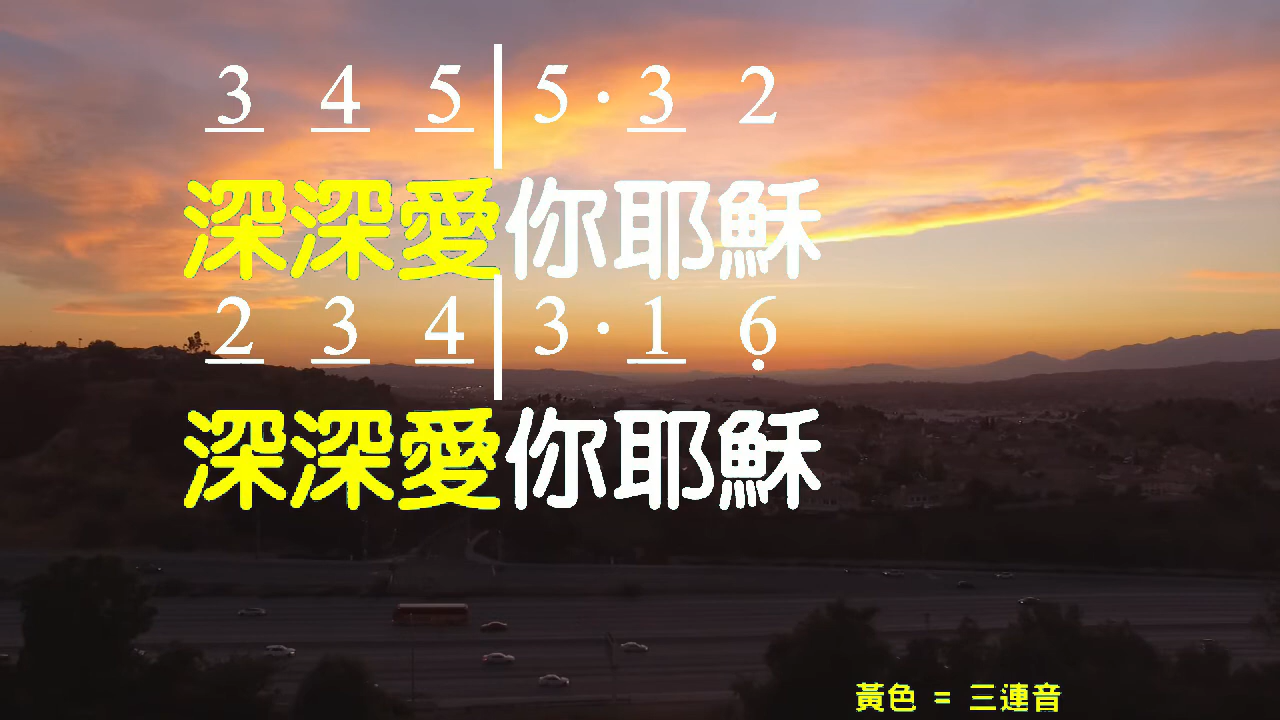 3 4 5 | 5 · 3 2
深深愛你耶穌
2 3 4 | 3 · 1 6̣
深深愛你耶穌
黃色 = 三連音